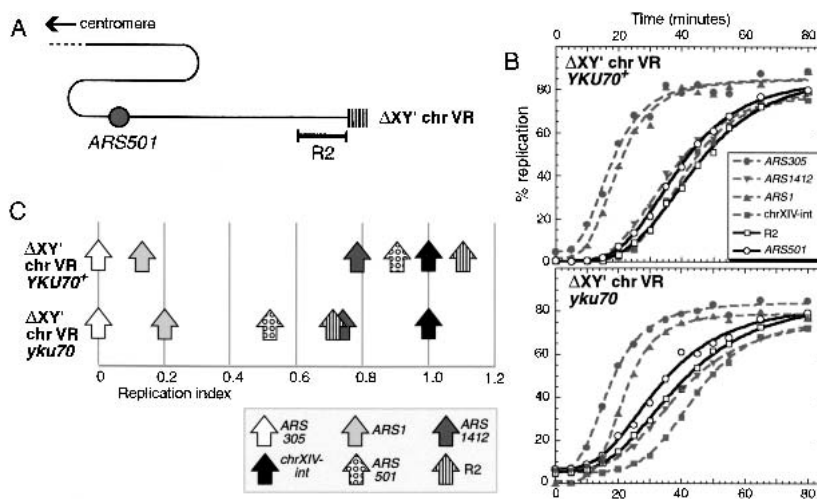 A
centromere
ARS501
R2
ΔXY' chr VR
B
Time (minutes)
0 20 40 60 80
ΔXY' chr VR
YKU70+
% replication
80
60
40
20
0
ARS305
ARS1412
ARS1
chrXIV-int
R2
ARS501
ΔXY' chr VR
yku70
80
60
40
20
0
0 20 40 60 80
C
ΔXY'
chr VR
YKU70+
ΔXY'
chr VR
yku70
0 0.2 0.4 0.6 0.8 1.0 1.2
Replication index
ARS 305
ARS1
ARS 1412
chrXIV-int
ARS 501
R2